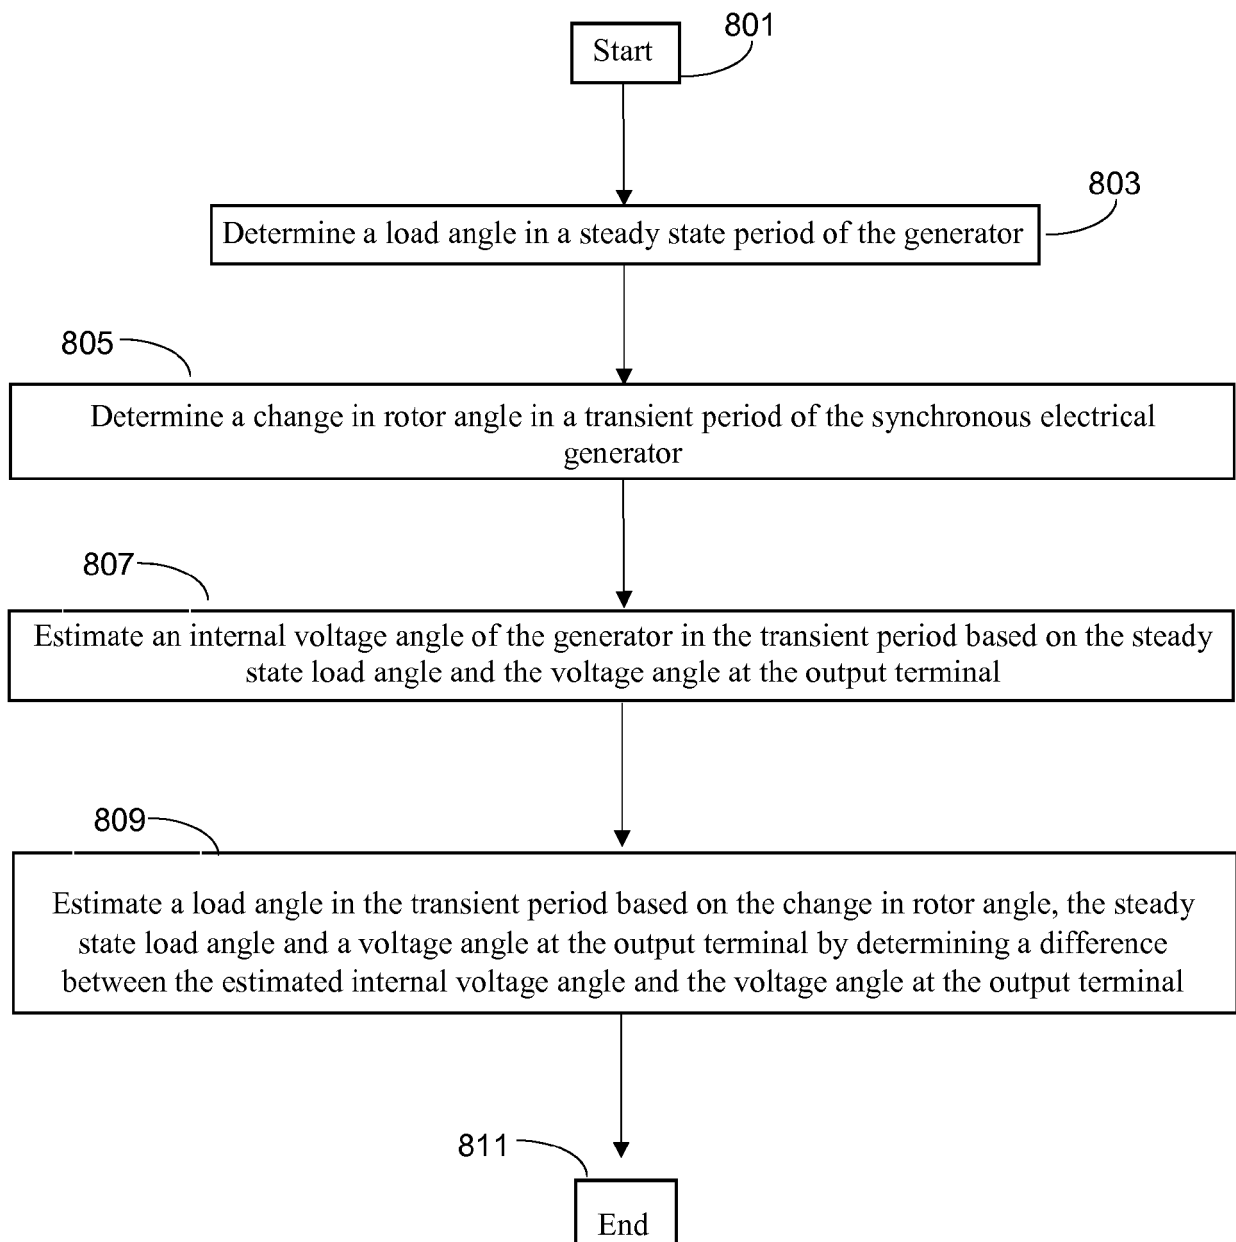 801
Start
803
Determine a load angle in a steady state period of the generator
805
Determine a change in rotor angle in a transient period of the synchronous electrical
generator
807
Estimate an internal voltage angle of the generator in the transient period based on the steady
state load angle and the voltage angle at the output terminal
809
Estimate a load angle in the transient period based on the change in rotor angle, the steady
state load angle and a voltage angle at the output terminal by determining a difference
between the estimated internal voltage angle and the voltage angle at the output terminal
811
End